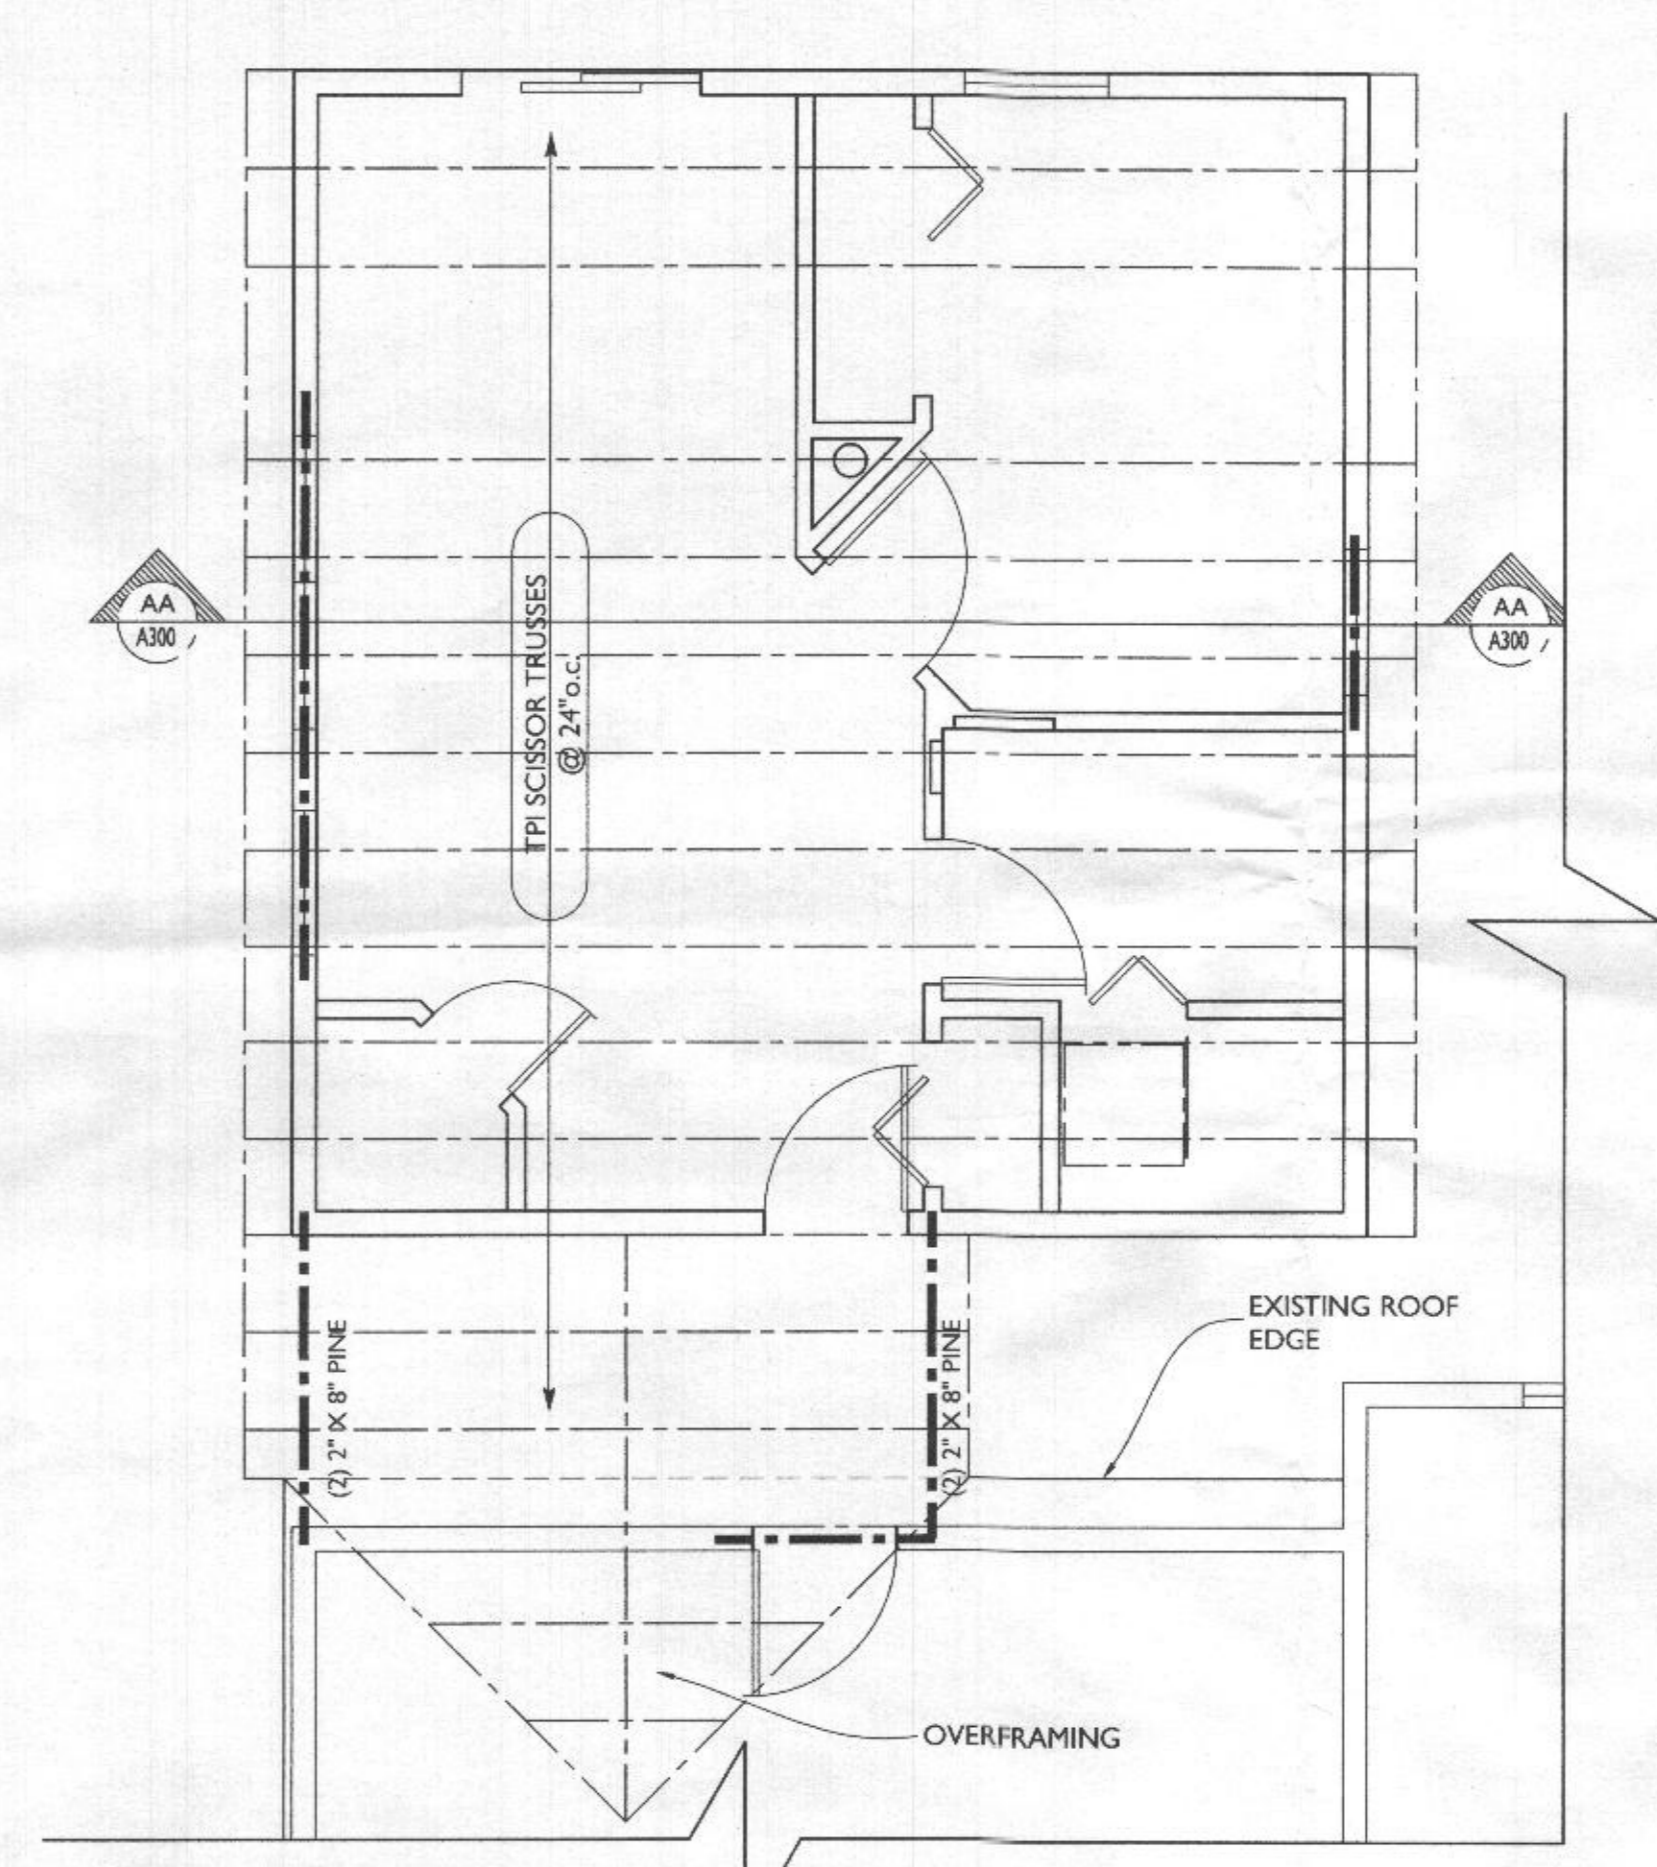 AA
A300
TPI SCISSOR TRUSSES
@ 24"o.c.
AA
A300
(2) 2" X 8" PINE
(2) 2" X 8" PINE
EXISTING ROOF
EDGE
OVERFRAMING